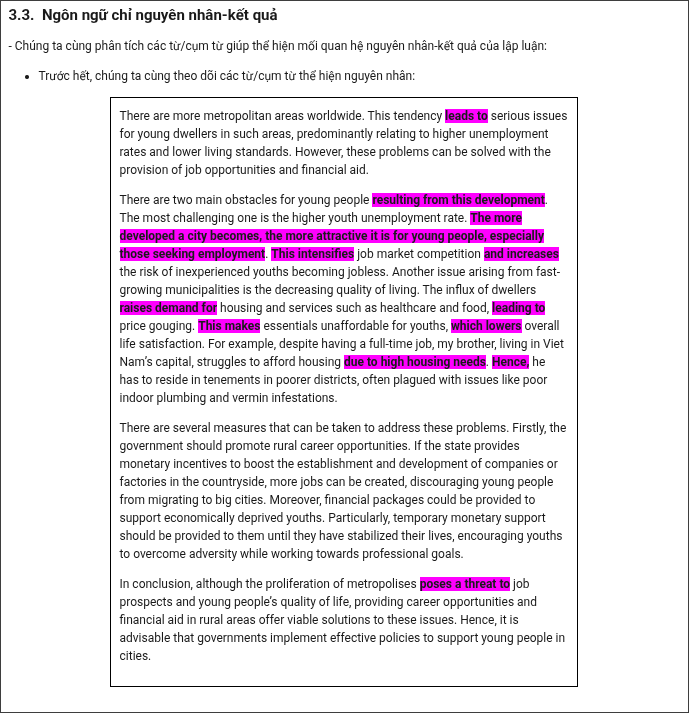 3.3. Ngôn ngữ chỉ nguyên nhân-kết quả
- Chúng ta cùng phân tích các từ/cụm từ giúp thể hiện mối quan hệ nguyên nhân-kết quả của lập luận:
• Trước hết, chúng ta cùng theo dõi các từ/cụm từ thể hiện nguyên nhân:
There are more metropolitan areas worldwide. This tendency leads to serious issues
for young dwellers in such areas, predominantly relating to higher unemployment
rates and lower living standards. However, these problems can be solved with the
provision of job opportunities and financial aid.
There are two main obstacles for young people resulting from this development.
The most challenging one is the higher youth unemployment rate. The more
developed a city becomes, the more attractive it is for young people, especially
those seeking employment. This intensifies job market competition and increases
the risk of inexperienced youths becoming jobless. Another issue arising from fast-
growing municipalities is the decreasing quality of living. The influx of dwellers
raises demand for housing and services such as healthcare and food, leading to
price gouging. This makes essentials unaffordable for youths, which lowers overall
life satisfaction. For example, despite having a full-time job, my brother, living in Viet
Nam’s capital, struggles to afford housing due to high housing needs. Hence, he
has to reside in tenements in poorer districts, often plagued with issues like poor
indoor plumbing and vermin infestations.
There are several measures that can be taken to address these problems. Firstly, the
government should promote rural career opportunities. If the state provides
monetary incentives to boost the establishment and development of companies or
factories in the countryside, more jobs can be created, discouraging young people
from migrating to big cities. Moreover, financial packages could be provided to
support economically deprived youths. Particularly, temporary monetary support
should be provided to them until they have stabilized their lives, encouraging youths
to overcome adversity while working towards professional goals.
In conclusion, although the proliferation of metropolises poses a threat to job
prospects and young people’s quality of life, providing career opportunities and
financial aid in rural areas offer viable solutions to these issues. Hence, it is
advisable that governments implement effective policies to support young people in
cities.